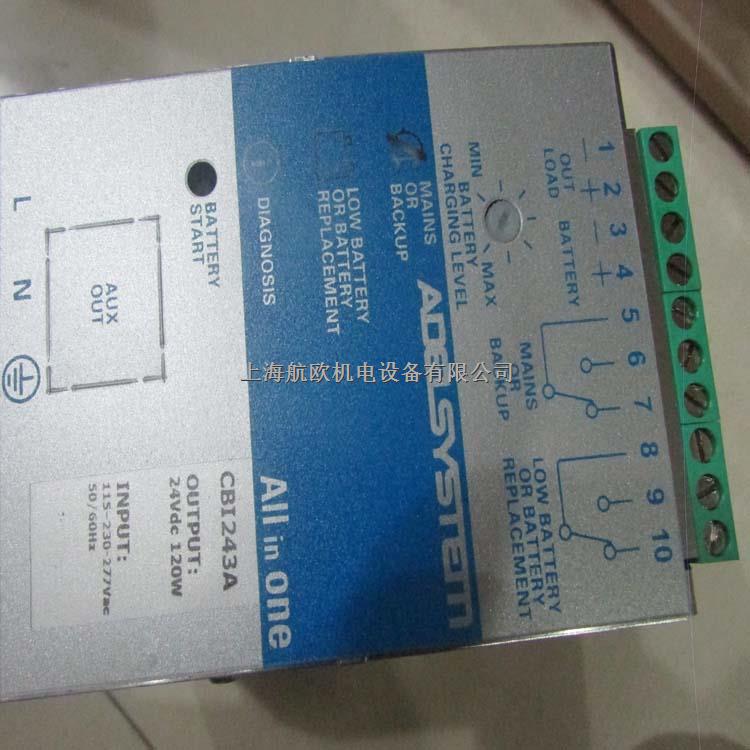 1 2 3 4 5 6 7 8 9 10
— + — +
OUT
LOAD
BATTERY
MAINS
OR
BACKUP
LOW BATTERY
OR BATTERY
REPLACEMENT
MIN
BATTERY
CHARGING LEVEL
MAX
ADELSYSTEM
MAINS
OR
BACKUP
LOW BATTERY
OR BATTERY
REPLACEMENT
i
DIAGNOSIS
All in one
BATTERY
START
CBI243A
OUTPUT:
24Vdc 120W
INPUT:
115-230-277Vac
50/60Hz
AUX
OUT
L
N
上海航欧机电设备有限公司